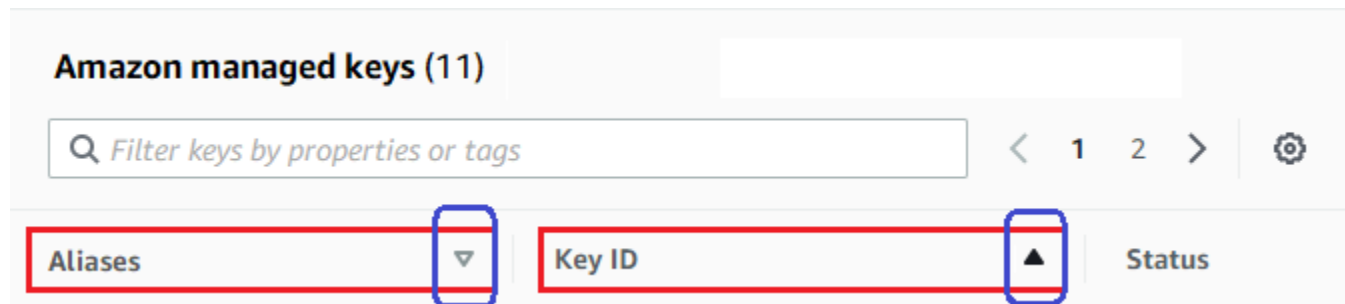 Amazon managed keys (11)
Filter keys by properties or tags
1 2
Aliases Key ID Status